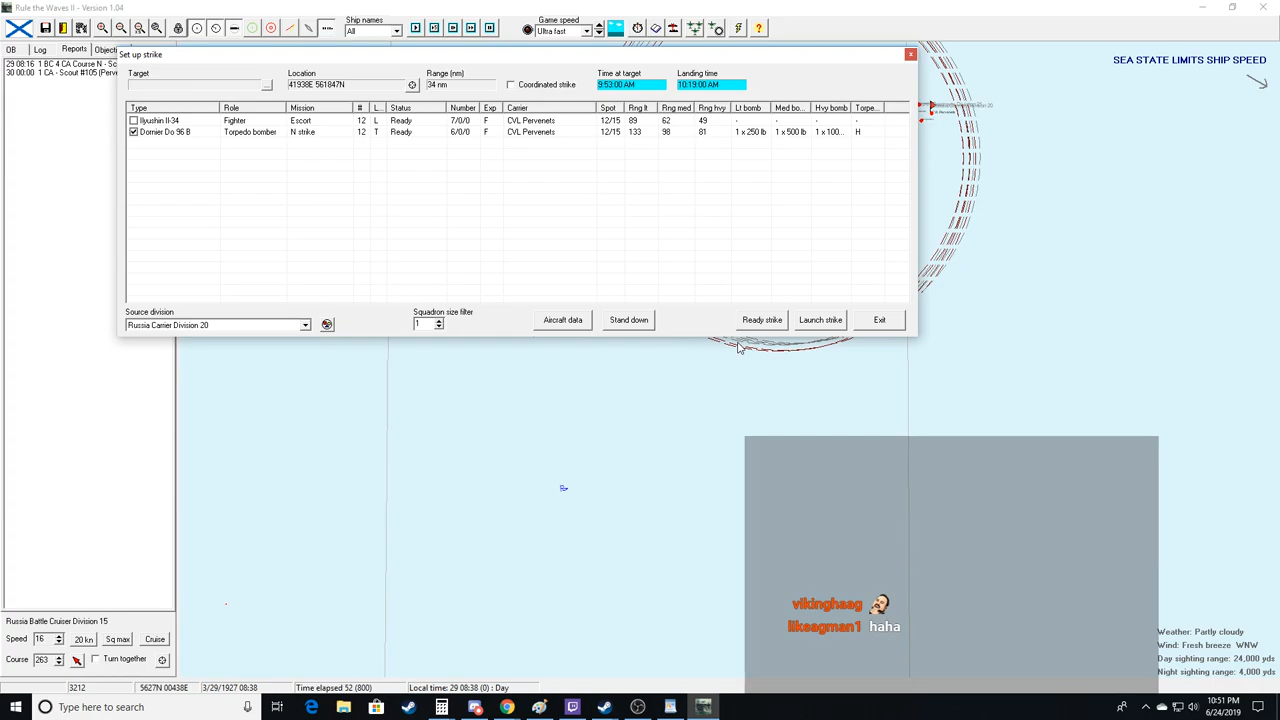 Rule the Waves II - Version 1.04
Ship names
All
Game speed
Ultra fast
OB Log Reports Objecti
29 08:16 1 BC 4 CA Course N - Sc
30 00:00 1 CA - Scout #105 (Perve
SEA STATE LIMITS SHIP SPEED
Set up strike
Target
Location
41938E 561847N
Range (nm)
34 nm
Coordinated strike
Time at target
9:53:00 AM
Landing time
10:19:00 AM
Type Role Mission # L... Status Number Exp Carrier Spot Rng lt Rng med Rng hvy Lt bomb Med bo... Hvy bomb Torpe...
Ilyushin Il-34 Fighter Escort 12 L Ready 7/0/0 F CVL Pervenets 12/15 89 62 49 - - - -
Dornier Do 96 B Torpedo bomber N strike 12 T Ready 6/0/0 F CVL Pervenets 12/15 133 98 81 1 x 250 lb 1 x 500 lb 1 x 100... H
Source division
Russia Carrier Division 20
Squadron size filter
1
Aircraft data
Stand down
Ready strike
Launch strike
Exit
vikinghaag
likeagman1 haha
Russia Battle Cruiser Division 15
Speed 16 20 kn Sq max Cruise
Course 263 Turn together
Weather: Partly cloudy
Wind: Fresh breeze WNW
Day sighting range: 24,000 yds
Night sighting range: 4,000 yds
3212 5627N 00438E 3/29/1927 08:38 Time elapsed 52 (800) Local time: 29 08:38 (0) : Day
Type here to search
10:51 PM
6/24/2019